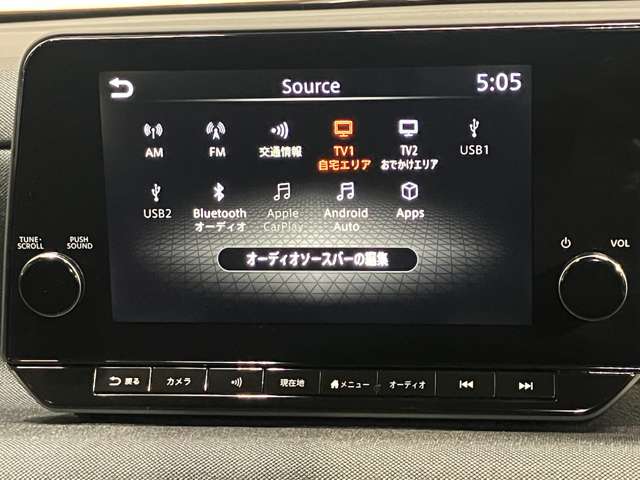 Source
5:05
AM
FM
交通情報
TV1
自宅エリア
TV2
おでかけエリア
USB1
USB2
Bluetooth
オーディオ
Apple
CarPlay
Android
Auto
Apps
オーディオソースバーの編集
TUNE・
SCROLL
PUSH
SOUND
VOL
戻る
カメラ
現在地
メニュー
オーディオ